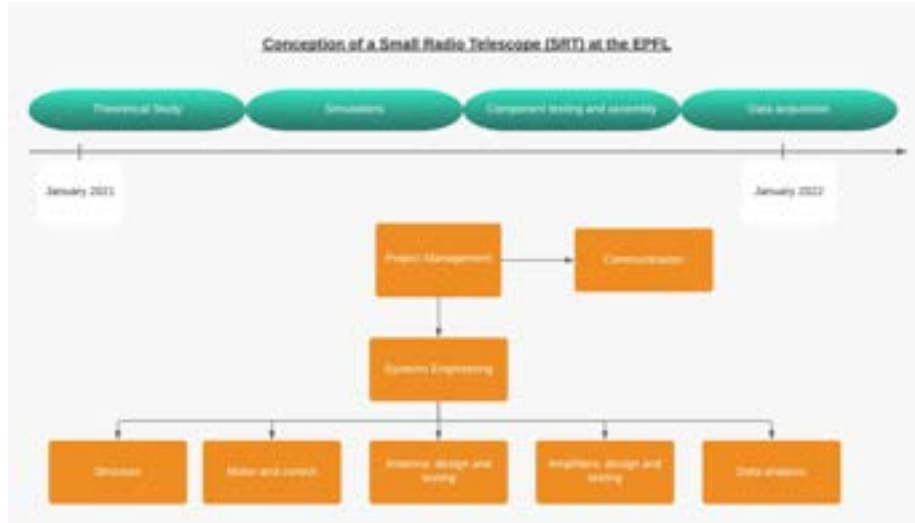 Conception of a Small Radio Telescope (SRT) at the EPFL
Theoretical Study
Simulations
Component testing and assembly
Data acquisition
January 2021
January 2022
Project Management
Communication
Systems Engineering
Structure
Motor and control
Antenna: design and
testing
Amplifiers: design and
testing
Data analysis